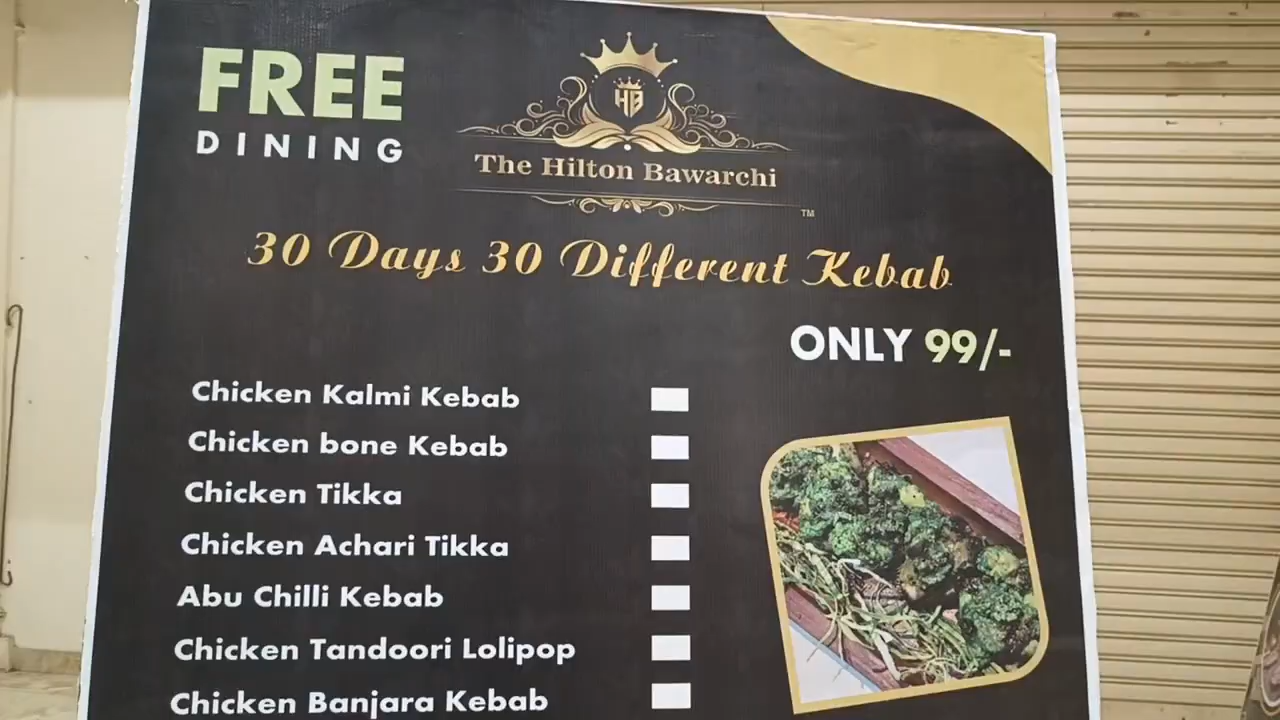 FREE
DINING
HB
The Hilton Bawarchi
TM
30 Days 30 Different Kebab
ONLY 99/-
Chicken Kalmi Kebab
Chicken bone Kebab
Chicken Tikka
Chicken Achari Tikka
Abu Chilli Kebab
Chicken Tandoori Lolipop
Chicken Banjara Kebab